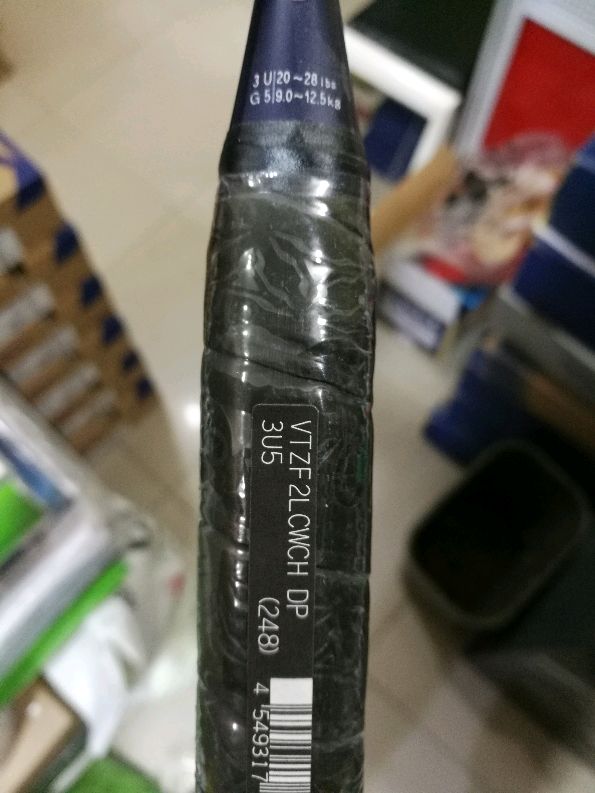 3 U 20~28 lbs
G 5 9.0~12.5kg
VTZF2LCWCH DP
3U5
(248)
4 549317